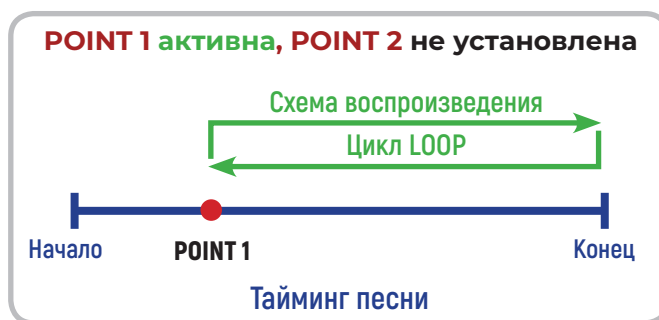 POINT 1 активна, POINT 2 не установлена
Схема воспроизведения
Цикл LOOP
Начало
POINT 1
Конец
Тайминг песни